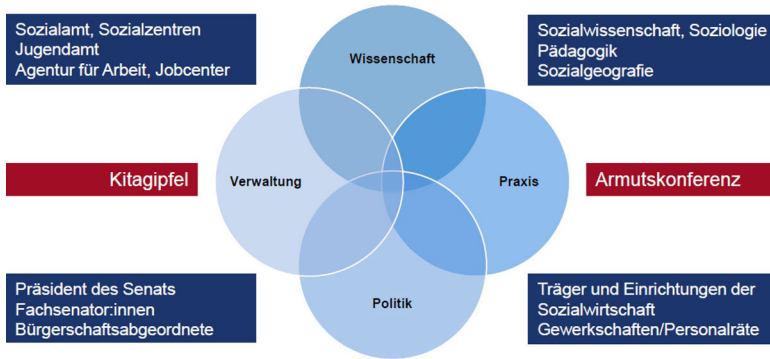 Sozialamt, Sozialzentren
Jugendamt
Agentur für Arbeit, Jobcenter
Wissenschaft
Sozialwissenschaft, Soziologie
Pädagogik
Sozialgeografie
Kitagipfel
Verwaltung
Praxis
Armutskonferenz
Präsident des Senats
Fachsenator:innen
Bürgerschaftsabgeordnete
Politik
Träger und Einrichtungen der
Sozialwirtschaft
Gewerkschaften/Personalräte